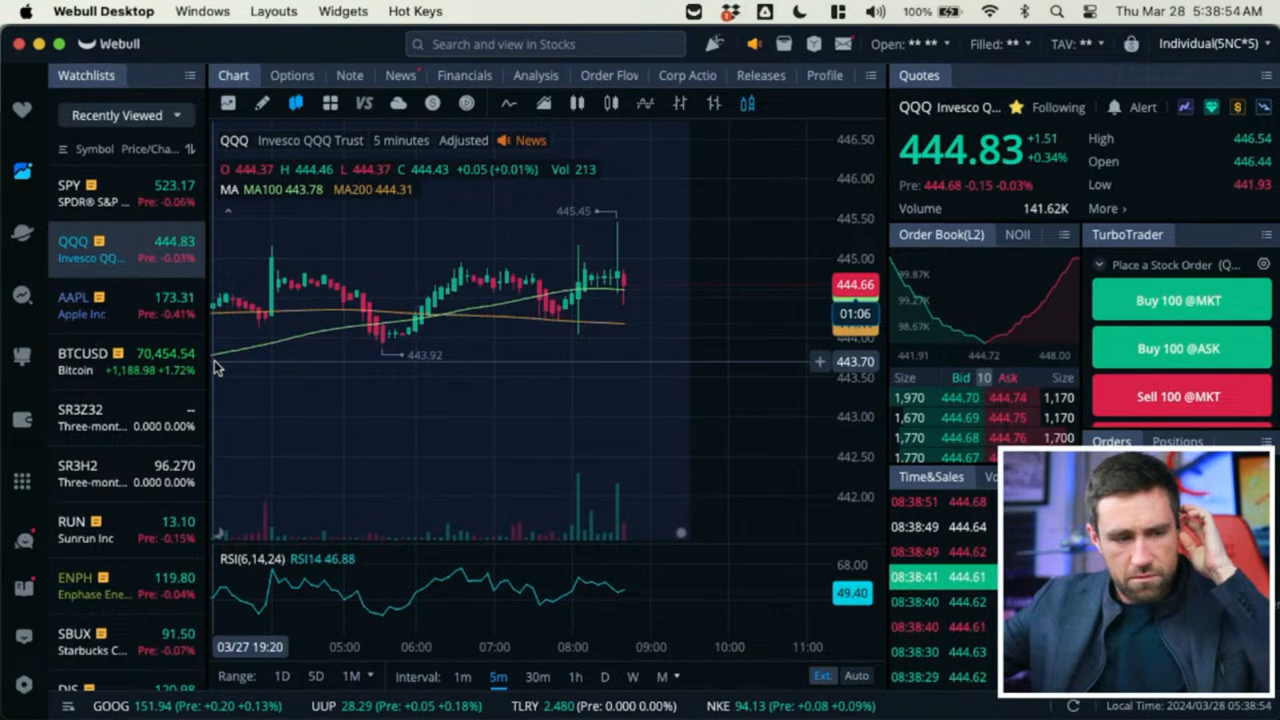 Webull Desktop Windows Layouts Widgets Hot Keys 100% Thu Mar 28 5:38:54 AM
Webull Search and view in Stocks Open: ** ** Filled: ** TAV: ** Individual(5NC*5)
Watchlists
Recently Viewed
Symbol Price/Cha...
SPY 523.17
SPDR® S&P ... Pre: -0.06%
QQQ 444.83
Invesco QQ... Pre: -0.03%
AAPL 173.31
Apple Inc Pre: -0.41%
BTCUSD 70,454.54
Bitcoin +1,188.98 +1.72%
SR3Z32 --
Three-mont... 0.000 0.00%
SR3H2 96.270
Three-mont... 0.000 0.00%
RUN 13.10
Sunrun Inc Pre: -0.15%
ENPH 119.80
Enphase Ene... Pre: -0.04%
SBUX 91.50
Starbucks C... Pre: -0.07%
DIS 120.98
Chart Options Note News Financials Analysis Order Flow Corp Actio Releases Profile
VS
QQQ Invesco QQQ Trust 5 minutes Adjusted News
O 444.37 H 444.46 L 444.37 C 444.43 +0.05 (+0.01%) Vol 213
MA MA100 443.78 MA200 444.31
445.45
443.92
446.50
446.00
445.50
445.00
444.66
01:06
444.00
443.70
443.50
443.00
442.50
442.00
RSI(6,14,24) RSI14 46.88
68.00
49.40
03/27 19:20 05:00 06:00 07:00 08:00 09:00 10:00 11:00
Range: 1D 5D 1M Interval: 1m 5m 30m 1h D W M Ext. Auto
Quotes
QQQ Invesco Q... Following Alert
444.83 +1.51
+0.34%
Pre: 444.68 -0.15 -0.03%
Volume 141.62K
High 446.54
Open 446.44
Low 441.93
More
Order Book(L2) NOII
99.87K
99.27K
98.67K
441.91 444.72 448.00
Size Bid 10 Ask Size
1,970 444.70 444.74 1,170
1,670 444.69 444.75 1,170
1,770 444.68 444.76 1,700
1,770 444.67
TurboTrader
Place a Stock Order (Q...
Buy 100 @MKT
Buy 100 @ASK
Sell 100 @MKT
Orders Positions
Time&Sales
08:38:51 444.68
08:38:49 444.64
08:38:49 444.62
08:38:41 444.61
08:38:40 444.62
08:38:40 444.61
08:38:30 444.63
08:38:29 444.62
GOOG 151.94 (Pre: +0.20 +0.13%) UUP 28.29 (Pre: +0.05 +0.18%) TLRY 2.480 (Pre: 0.000 0.00%) NKE 94.13 (Pre: +0.08 +0.09%) Local Time: 2024/03/28 05:38:54